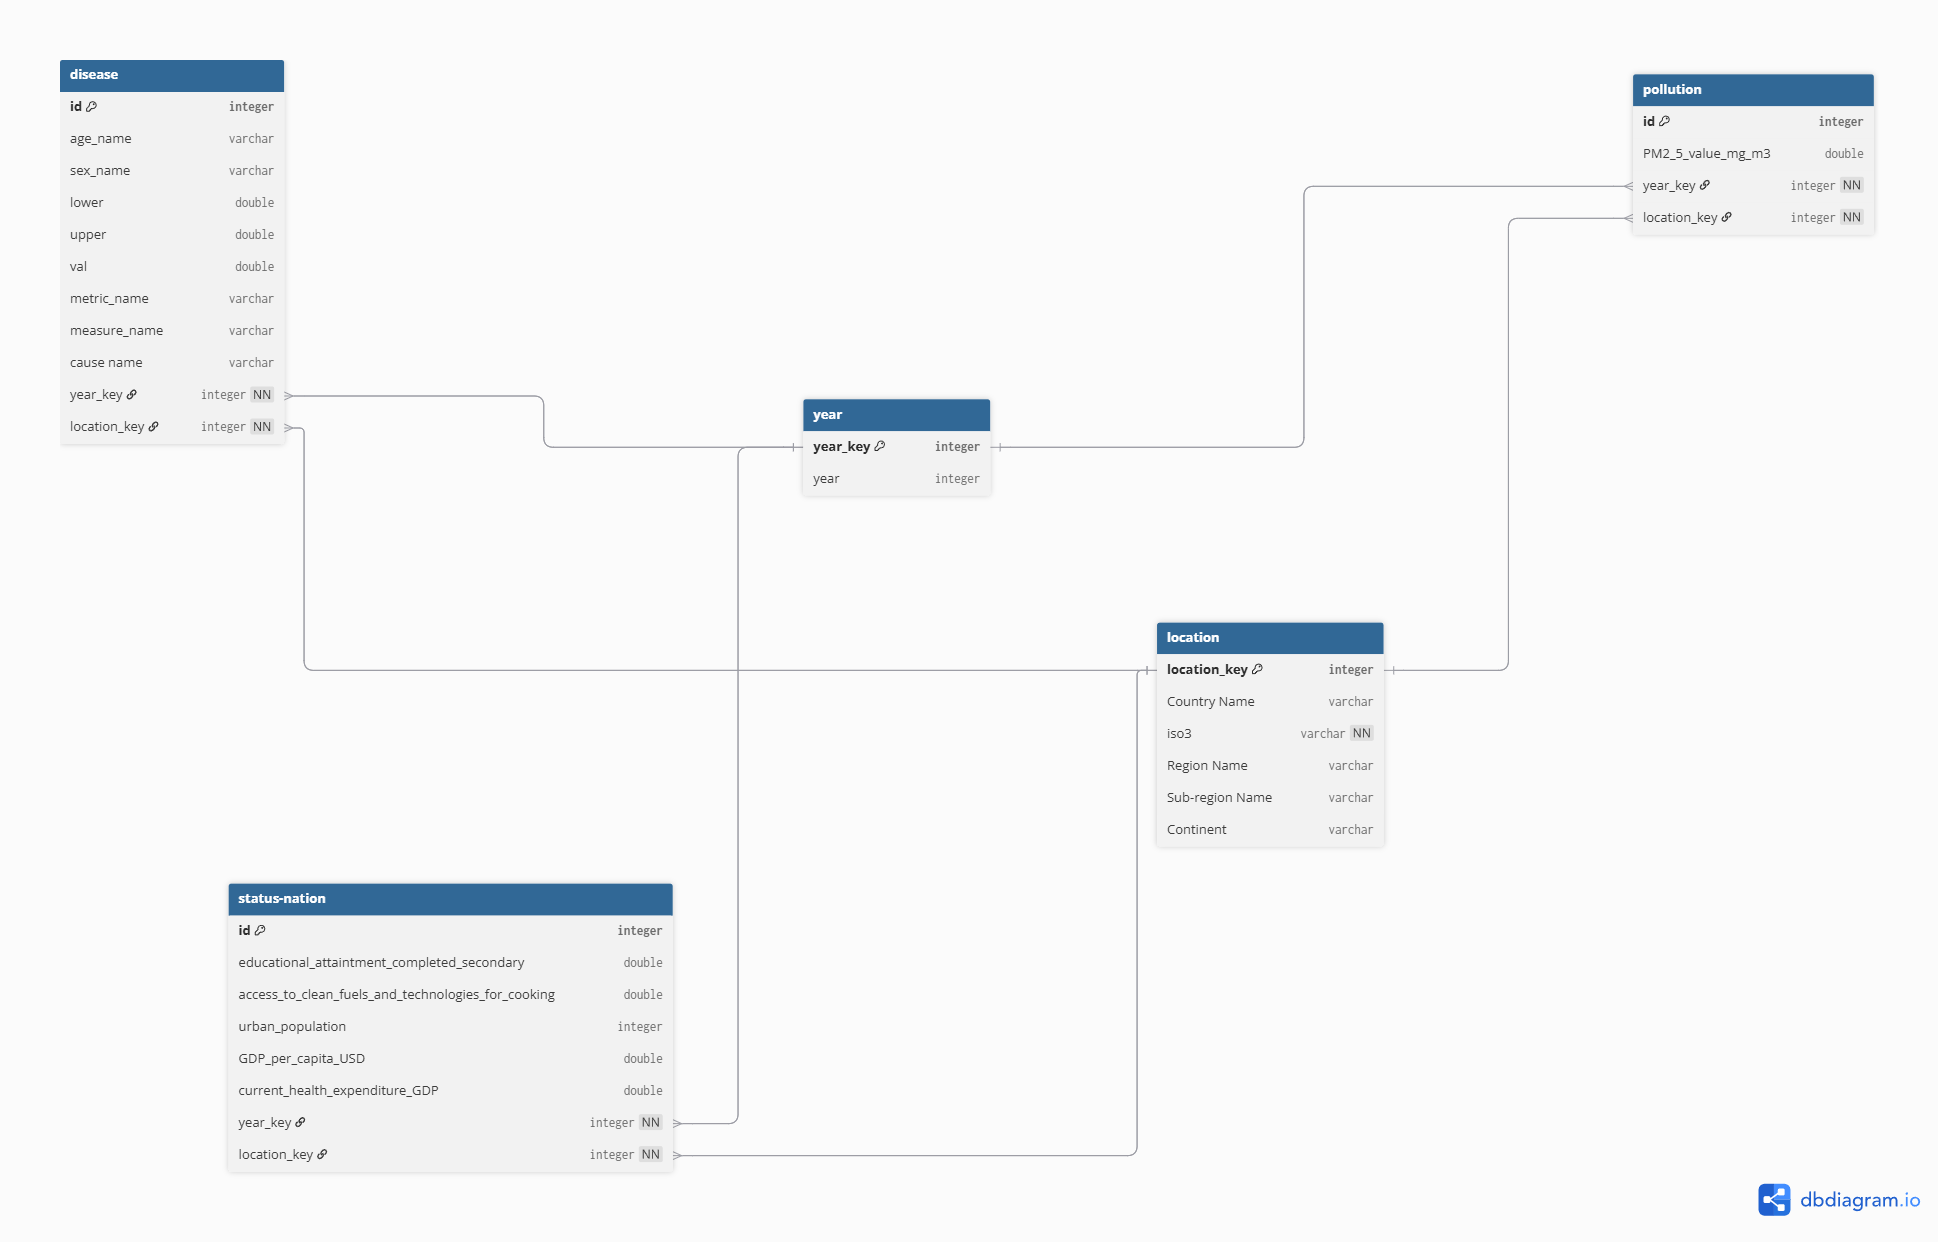 disease
id integer
age_name varchar
sex_name varchar
lower double
upper double
val double
metric_name varchar
measure_name varchar
cause name varchar
year_key integer NN
location_key integer NN
pollution
id integer
PM2_5_value_mg_m3 double
year_key integer NN
location_key integer NN
year
year_key integer
year integer
location
location_key integer
Country Name varchar
iso3 varchar NN
Region Name varchar
Sub-region Name varchar
Continent varchar
status-nation
id integer
educational_attaintment_completed_secondary double
access_to_clean_fuels_and_technologies_for_cooking double
urban_population integer
GDP_per_capita_USD double
current_health_expenditure_GDP double
year_key integer NN
location_key integer NN
dbdiagram.io